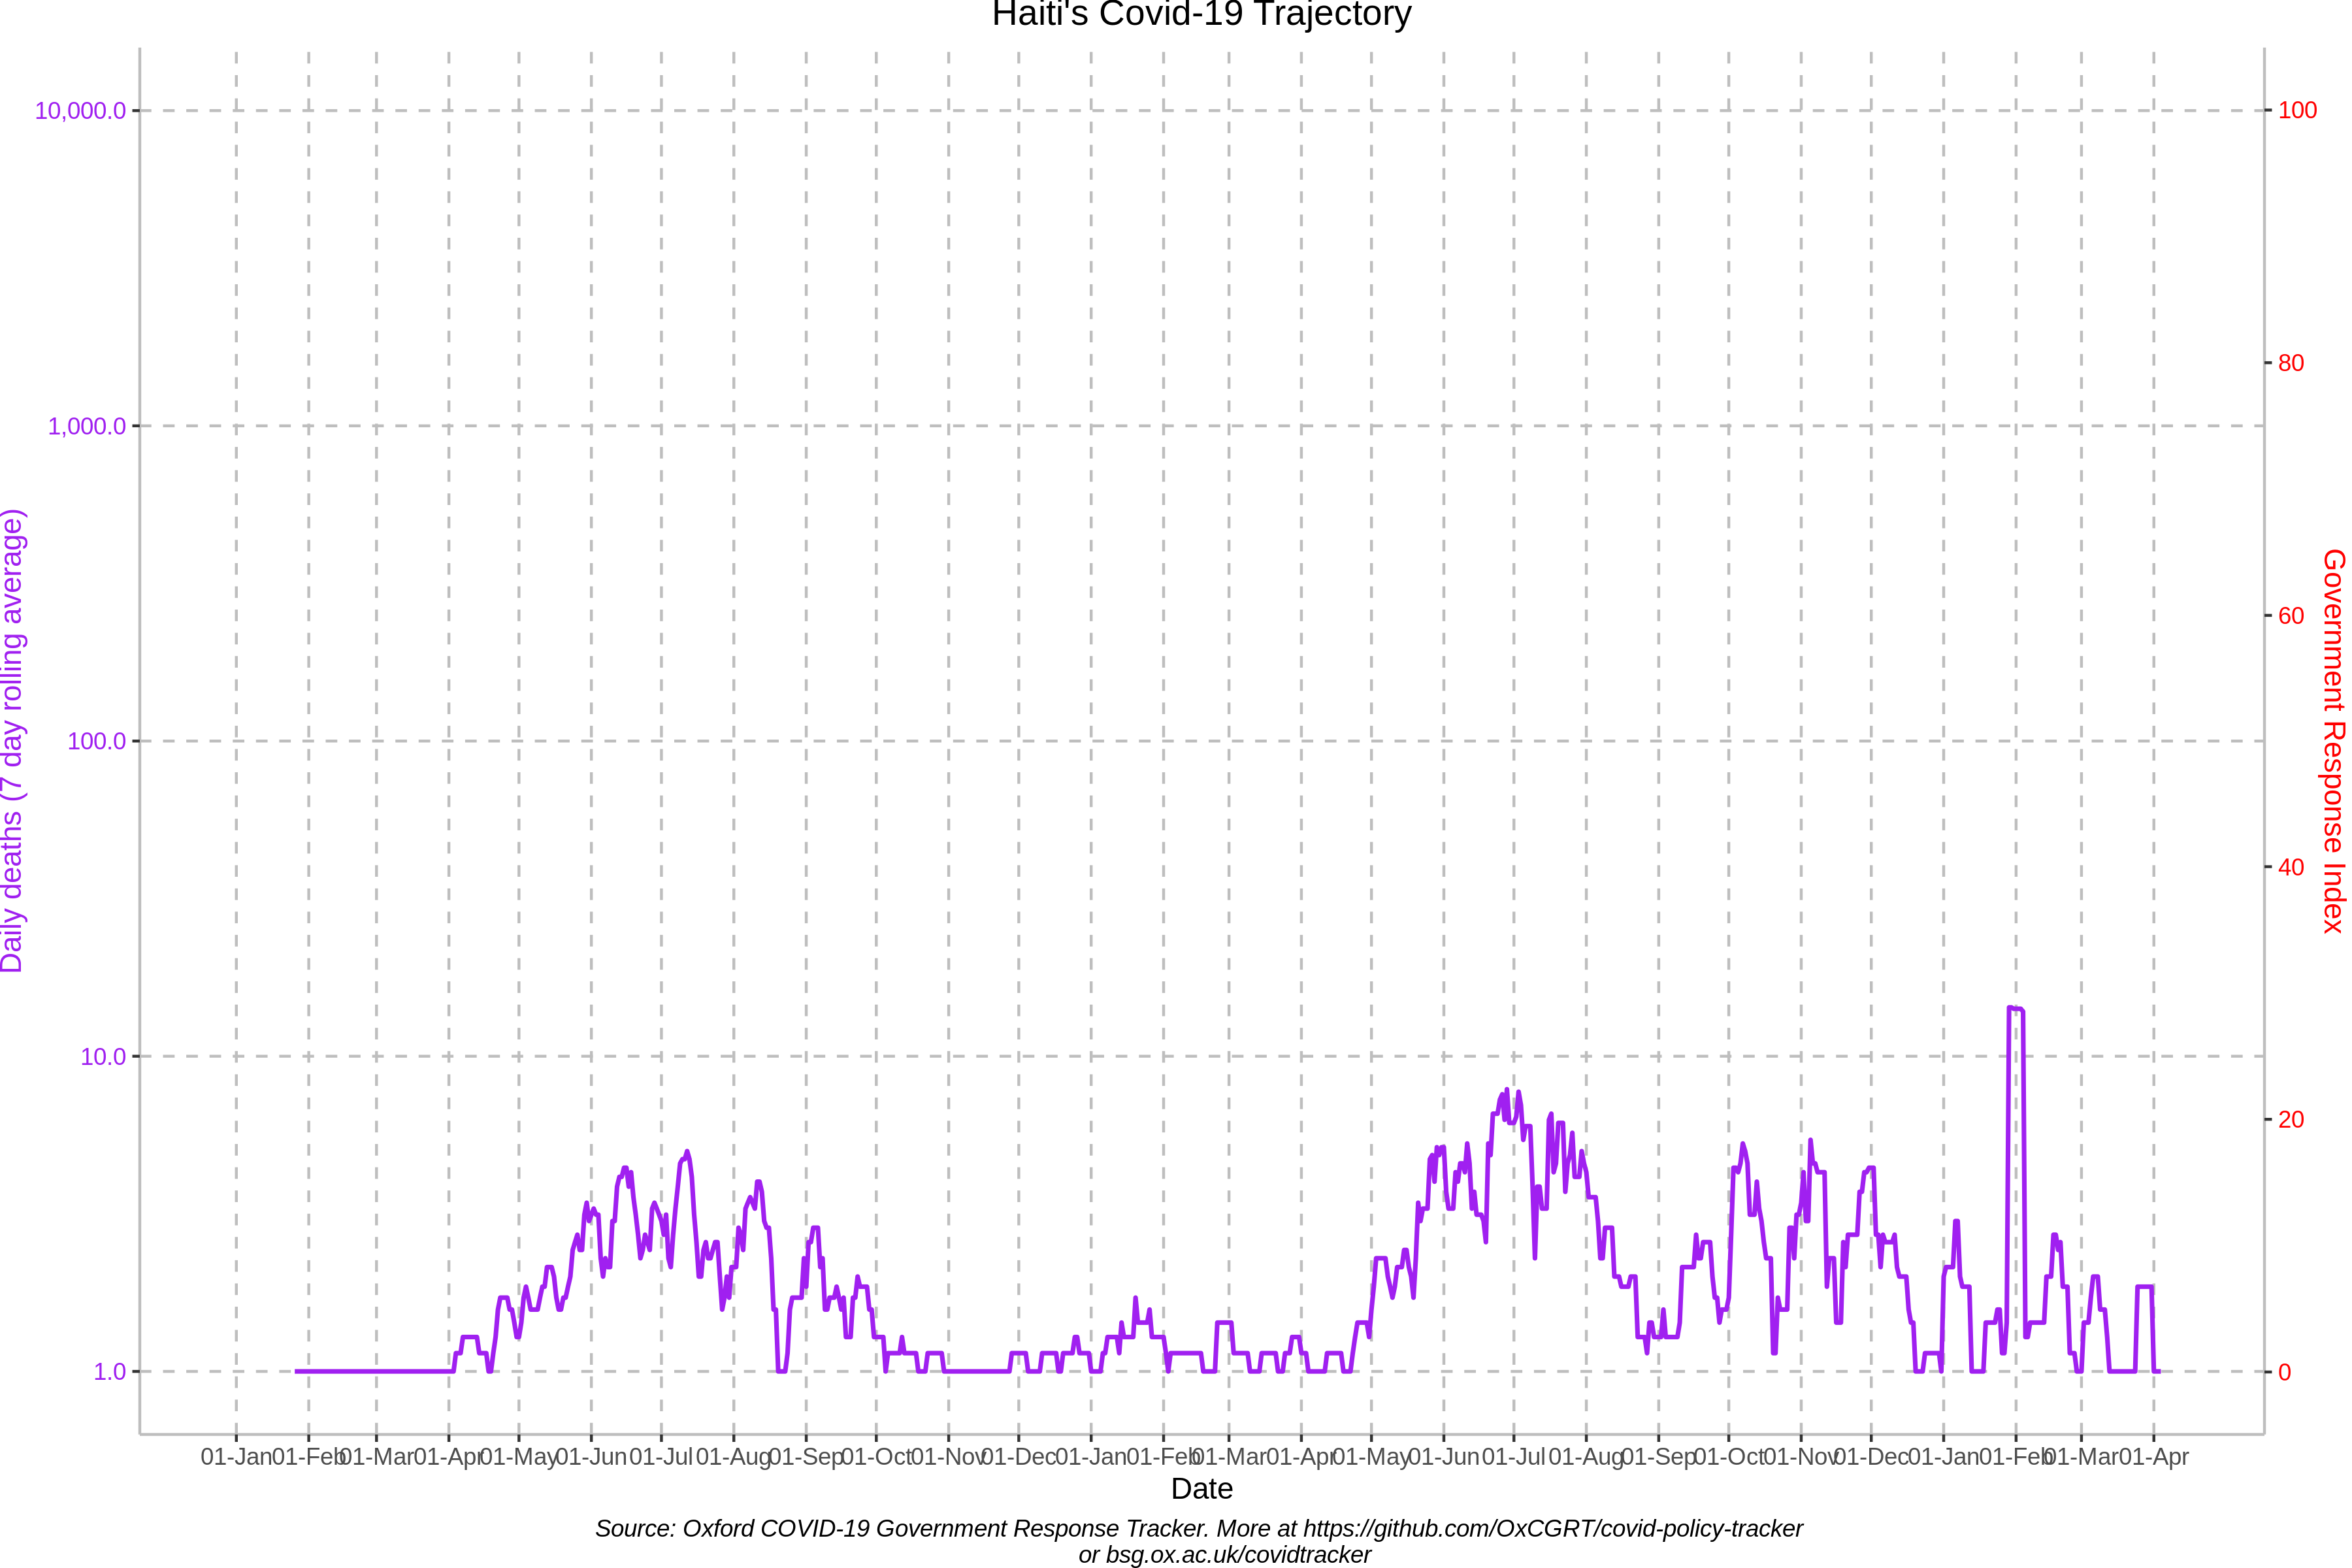 Haiti's Covid-19 Trajectory
10,000.0
1,000.0
100.0
10.0
1.0
Daily deaths (7 day rolling average)
100
80
60
40
20
0
Government Response Index
01-Jan 01-Feb 01-Mar 01-Apr 01-May 01-Jun 01-Jul 01-Aug 01-Sep 01-Oct 01-Nov 01-Dec 01-Jan 01-Feb 01-Mar 01-Apr 01-May 01-Jun 01-Jul 01-Aug 01-Sep 01-Oct 01-Nov 01-Dec 01-Jan 01-Feb 01-Mar 01-Apr
Date
Source: Oxford COVID-19 Government Response Tracker. More at https://github.com/OxCGRT/covid-policy-tracker
or bsg.ox.ac.uk/covidtracker